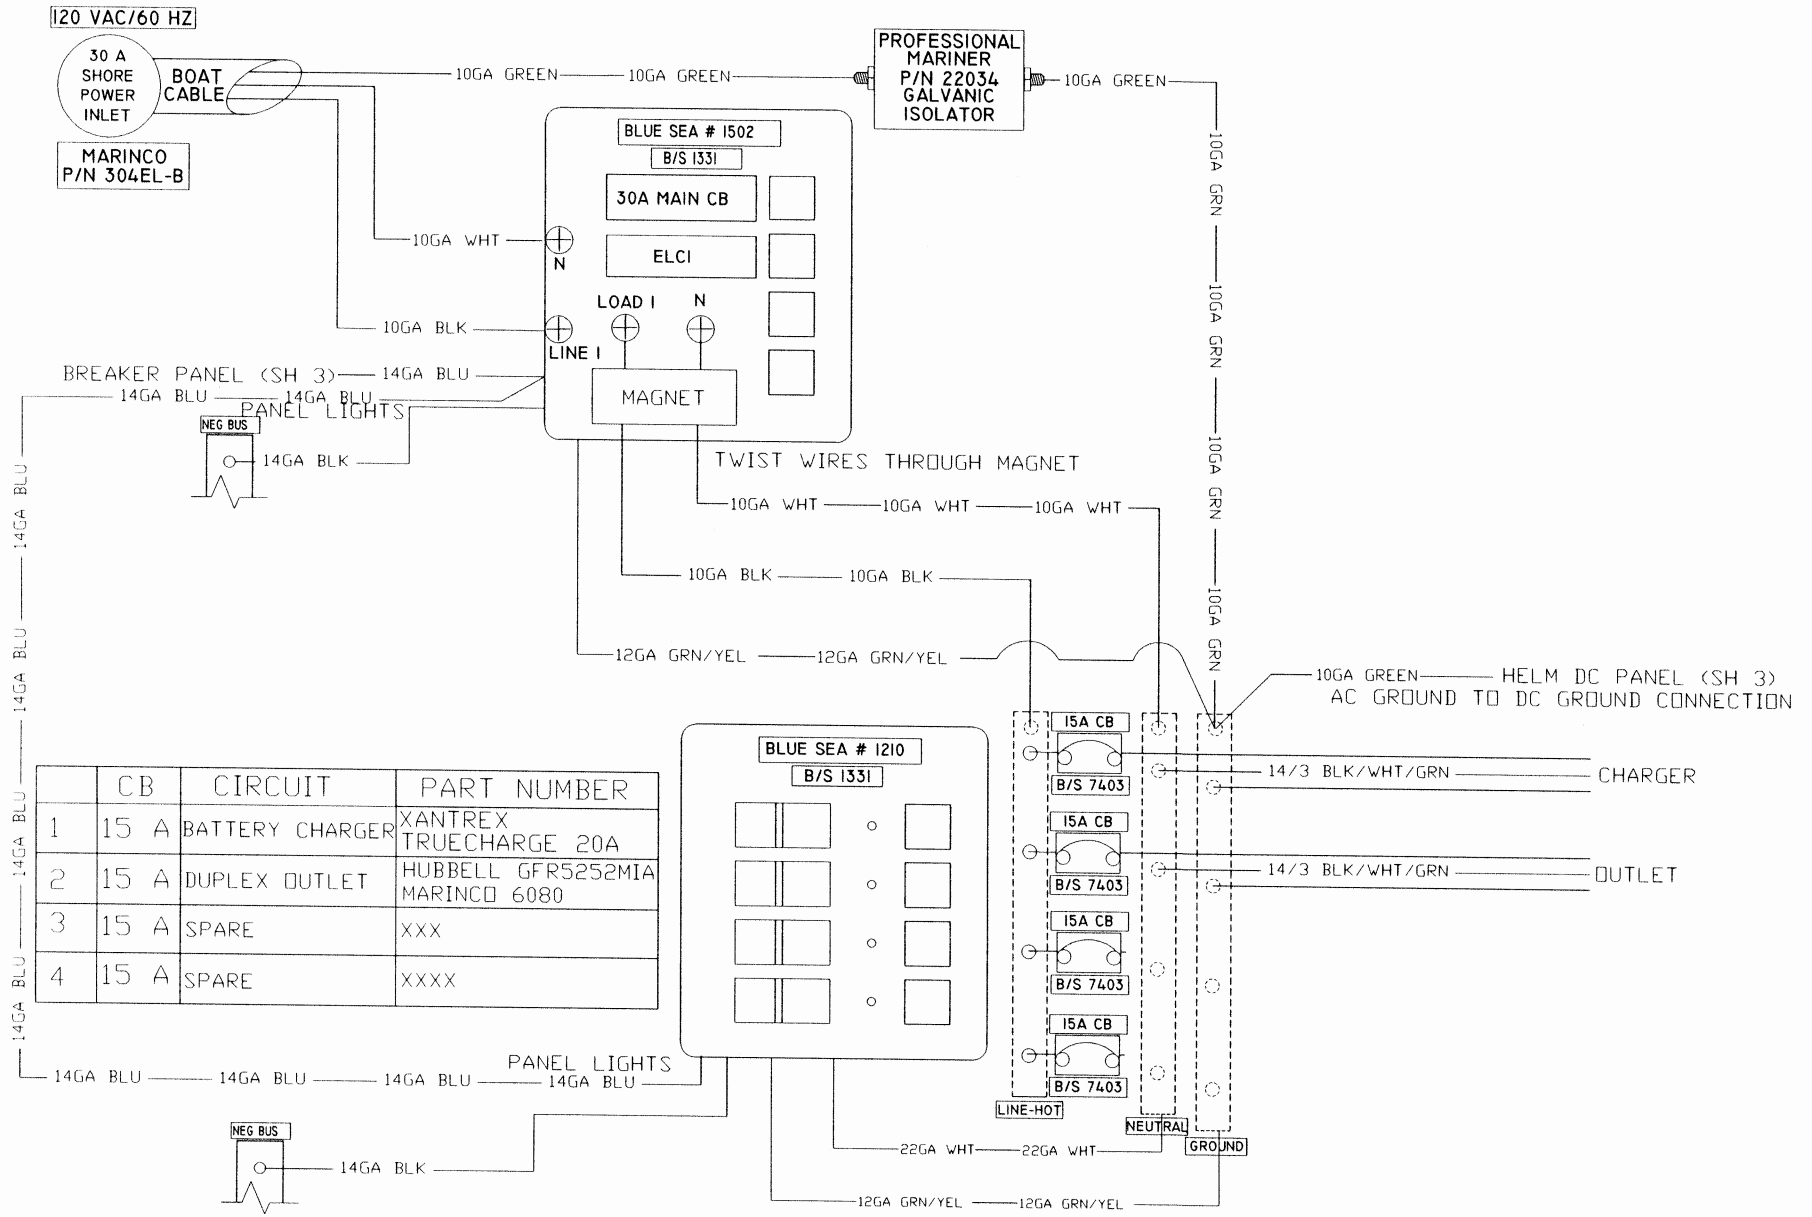 120 VAC/60 HZ
30 A
SHORE
POWER
INLET
BOAT
CABLE
MARINCO
P/N 304EL-B
10GA GREEN
10GA GREEN
PROFESSIONAL
MARINER
P/N 22034
GALVANIC
ISOLATOR
10GA GREEN
BLUE SEA # 1502
B/S 1331
30A MAIN CB
ELCI
10GA WHT
N
LOAD 1
N
10GA BLK
LINE 1
MAGNET
BREAKER PANEL (SH 3)
14GA BLU
14GA BLU
14GA BLU
PANEL LIGHTS
NEG BUS
14GA BLK
TWIST WIRES THROUGH MAGNET
10GA WHT
10GA WHT
10GA WHT
10GA BLK
10GA BLK
12GA GRN/YEL
12GA GRN/YEL
10GA GRN
10GA GRN
10GA GRN
10GA GRN
10GA GREEN
HELM DC PANEL (SH 3)
AC GROUND TO DC GROUND CONNECTION
14GA BLU
14GA BLU
14GA BLU
14GA BLU
14GA BLU
CB
CIRCUIT
PART NUMBER
1
15 A
BATTERY CHARGER
XANTREX
TRUECHARGE 20A
2
15 A
DUPLEX OUTLET
HUBBELL GFR5252MIA
MARINCO 6080
3
15 A
SPARE
XXX
4
15 A
SPARE
XXXX
BLUE SEA # 1210
B/S 1331
15A CB
B/S 7403
14/3 BLK/WHT/GRN
CHARGER
15A CB
B/S 7403
14/3 BLK/WHT/GRN
OUTLET
15A CB
B/S 7403
15A CB
B/S 7403
LINE-HOT
NEUTRAL
GROUND
PANEL LIGHTS
14GA BLU
14GA BLU
14GA BLU
14GA BLU
NEG BUS
14GA BLK
22GA WHT
22GA WHT
12GA GRN/YEL
12GA GRN/YEL